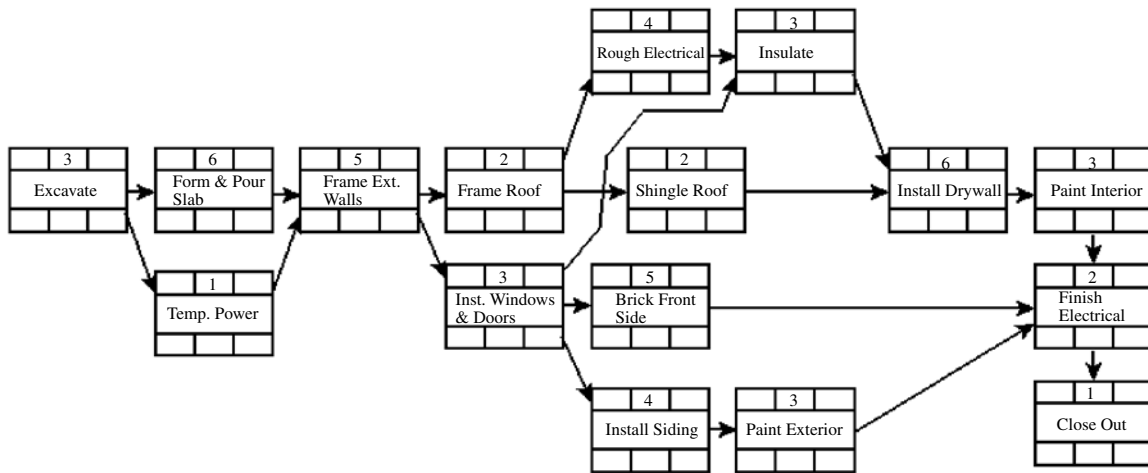 4
Rough Electrical
3
Insulate
3
Excavate
6
Form & Pour
Slab
5
Frame Ext.
Walls
2
Frame Roof
2
Shingle Roof
6
Install Drywall
3
Paint Interior
1
Temp. Power
3
Inst. Windows
& Doors
5
Brick Front
Side
2
Finish
Electrical
4
Install Siding
3
Paint Exterior
1
Close Out